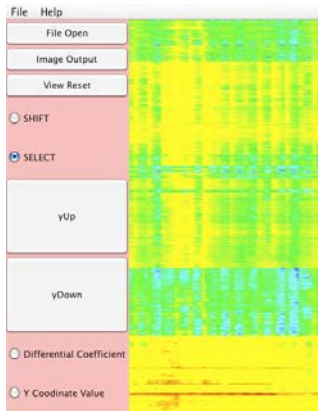 File Help
File Open
Image Output
View Reset
SHIFT
SELECT
yUp
yDown
Differential Coefficient
Y Coodinate Value